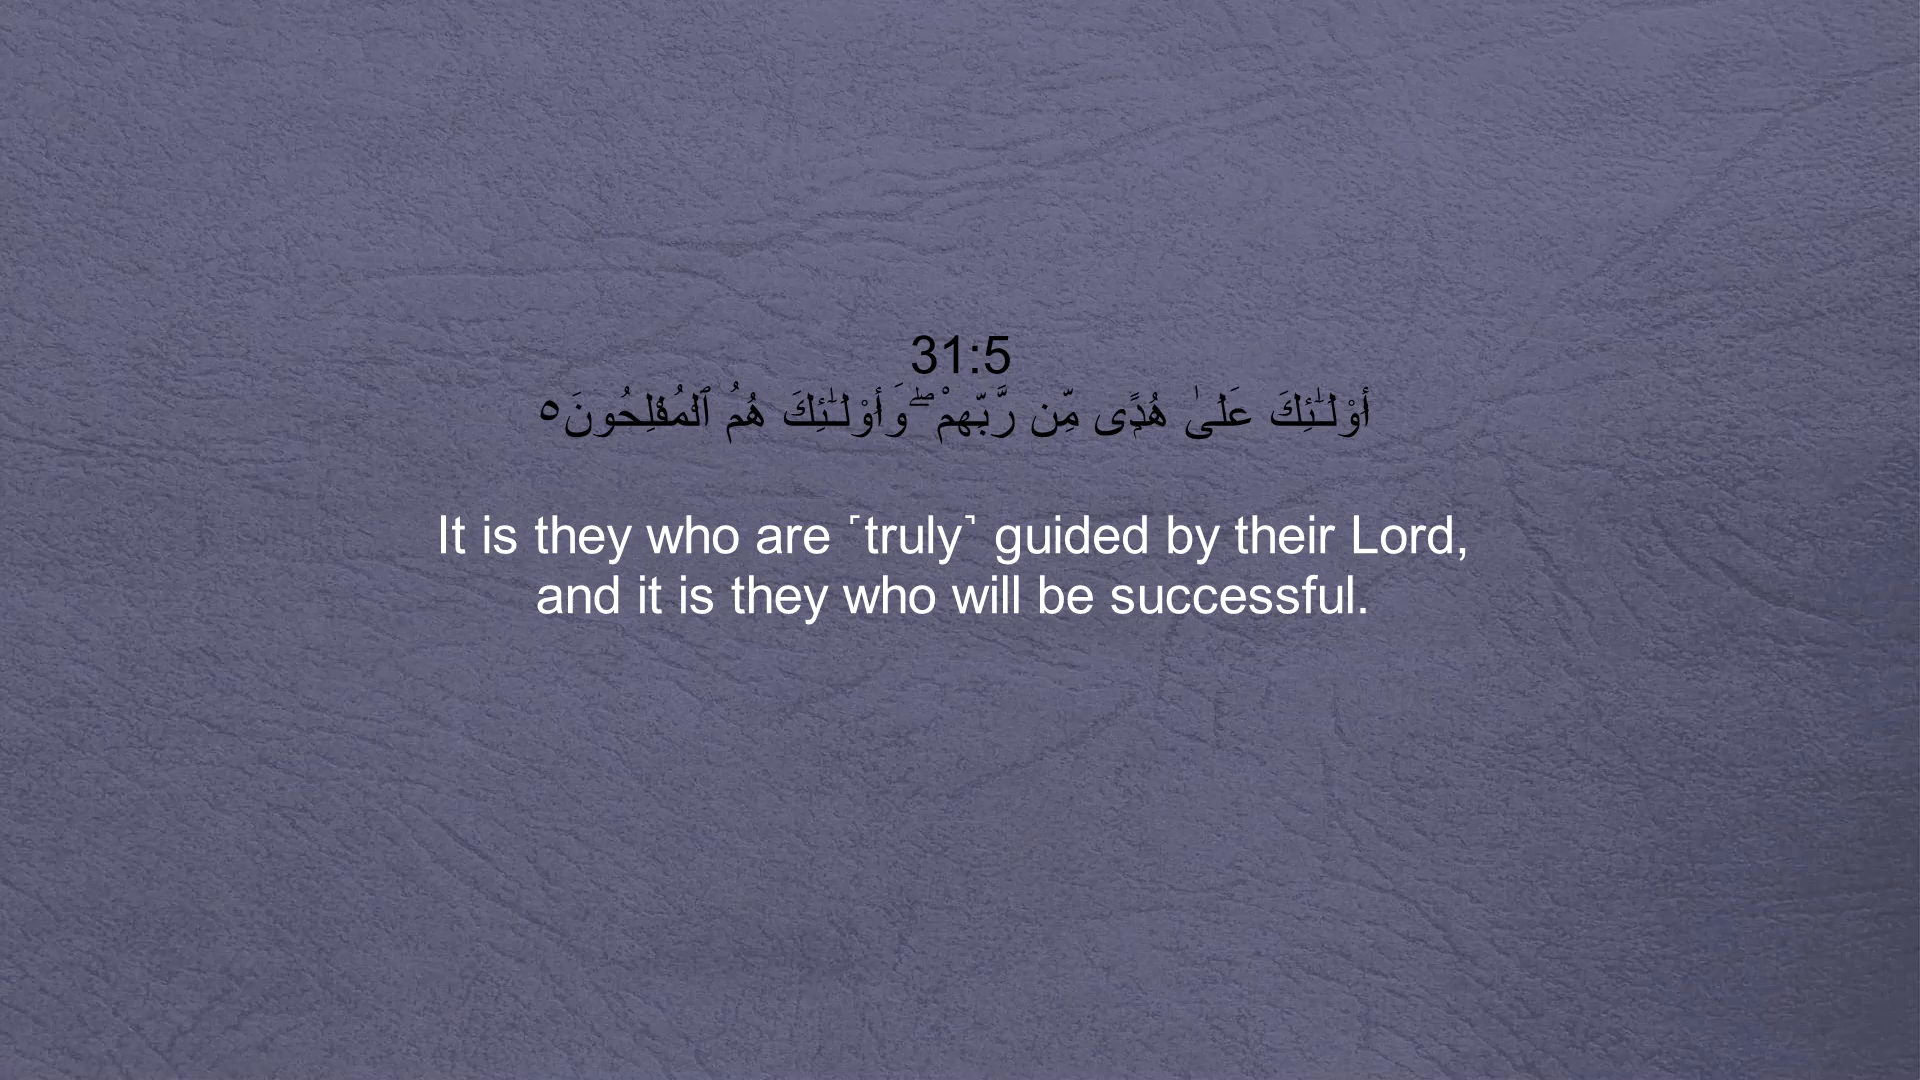 31:5
أُو۟لَـٰٓئِكَ عَلَىٰ هُدًۭى مِّن رَّبِّهِمْ ۖ وَأُو۟لَـٰٓئِكَ هُمُ ٱلْمُفْلِحُونَ ٥
It is they who are ˹truly˺ guided by their Lord,
and it is they who will be successful.